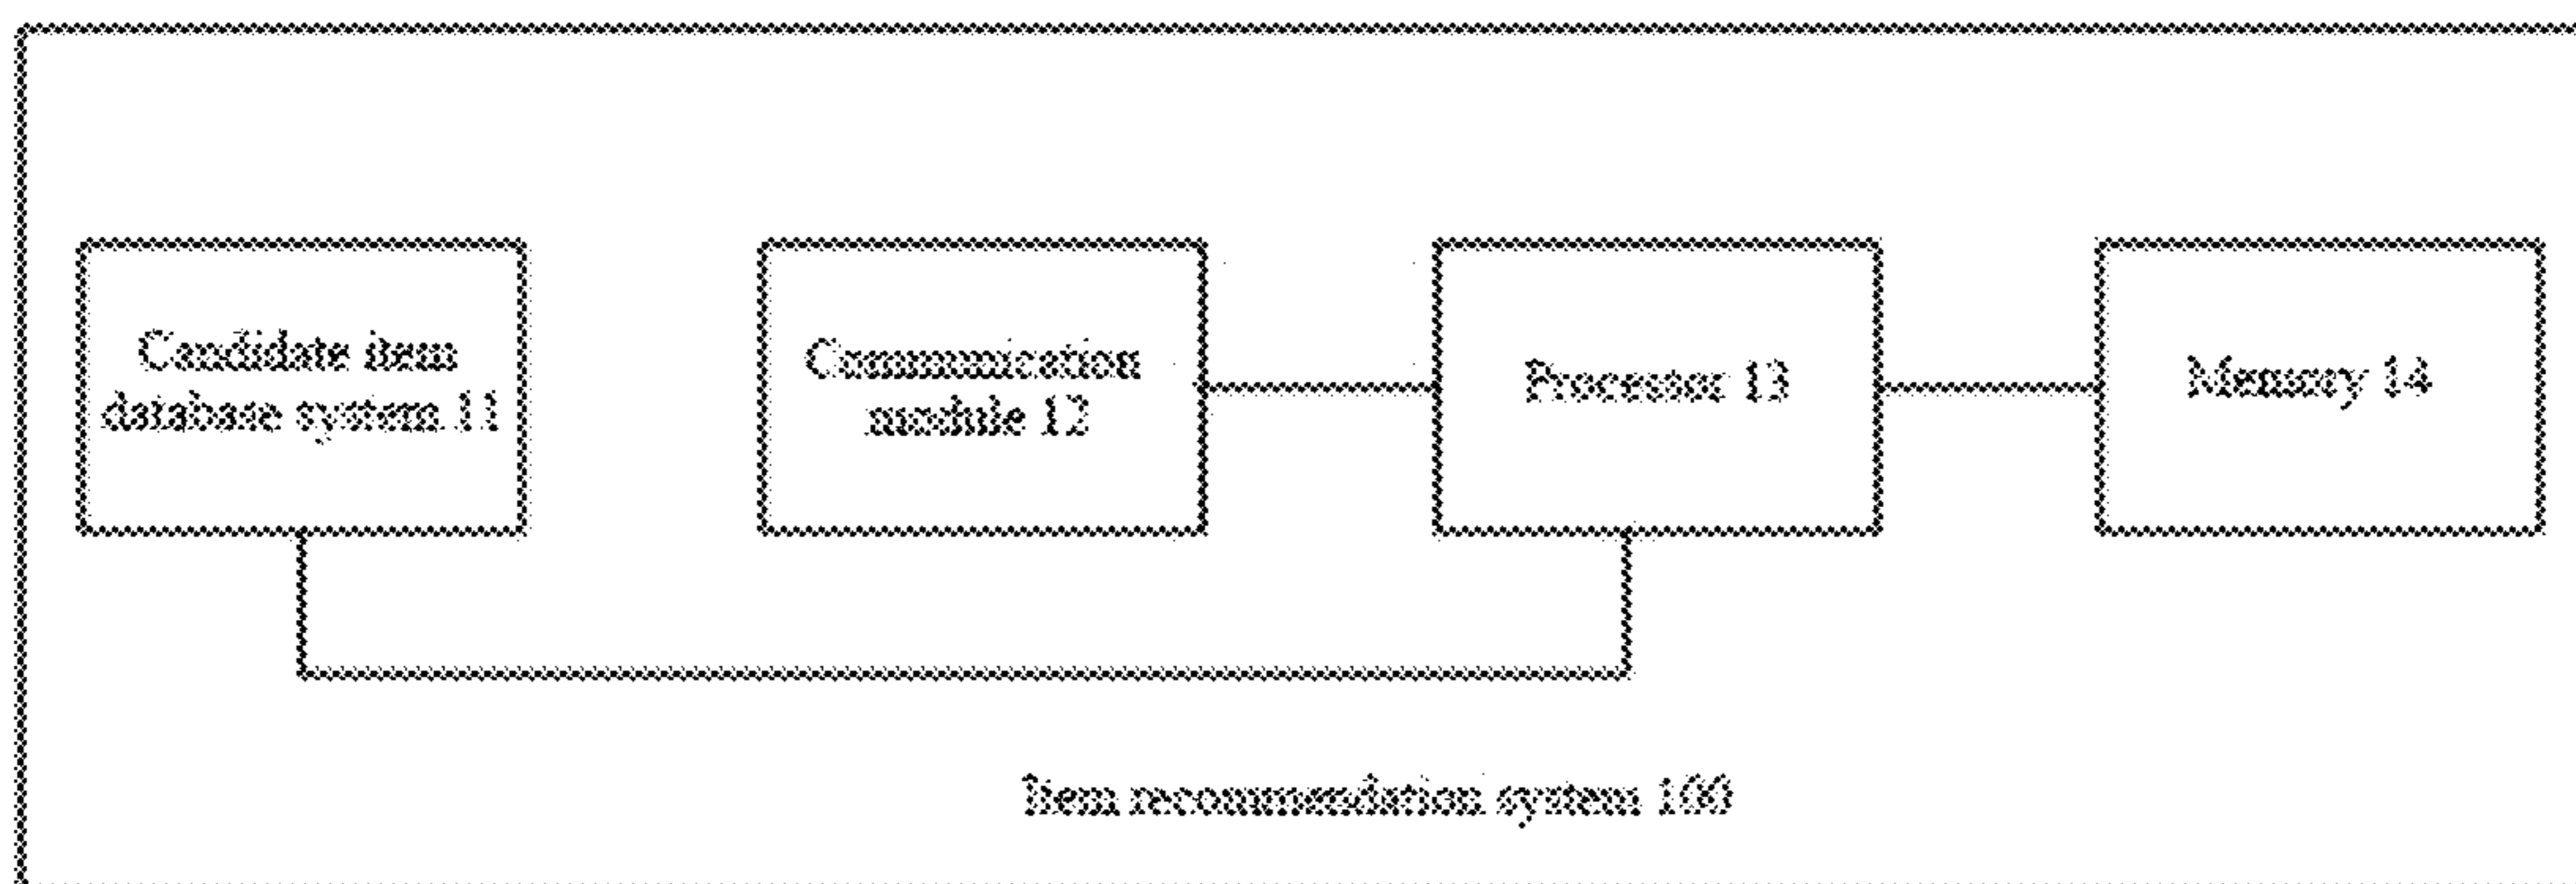 Candidate item
database system 11
Communication
module 12
Processor 13
Memory 14
Item recommendation system 100